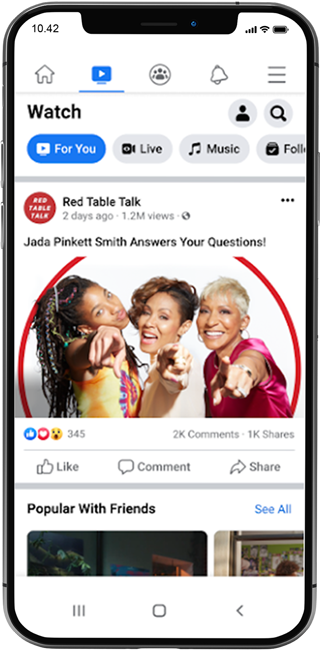 10.42
Watch
For You
Live
Music
Follo
RED
TABLE
TALK
Red Table Talk
2 days ago · 1.2M views ·
Jada Pinkett Smith Answers Your Questions!
345
2K Comments · 1K Shares
Like
Comment
Share
Popular With Friends
See All